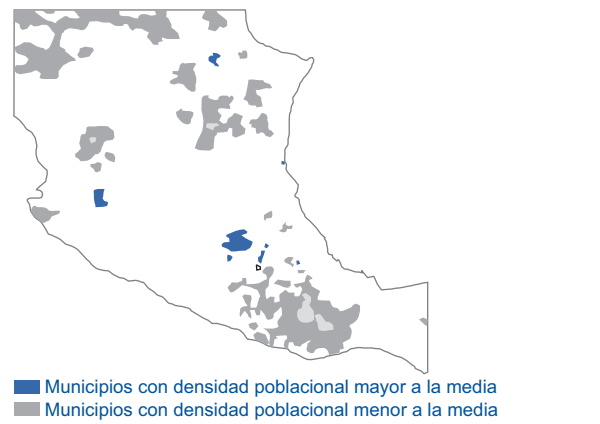 Municipios con densidad poblacional mayor a la media
Municipios con densidad poblacional menor a la media